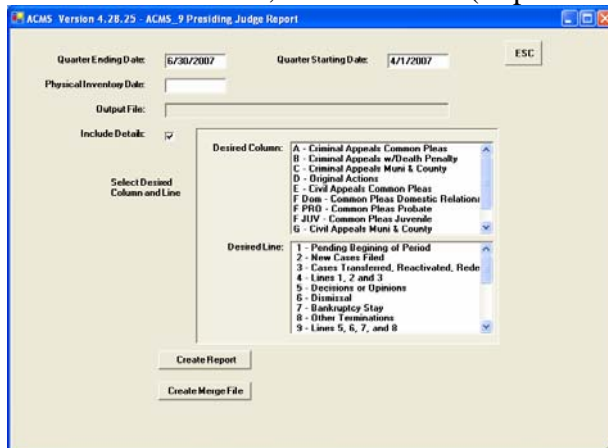 ACMS Version 4.28.25 - ACMS_9 Presiding Judge Report
Quarter Ending Date: 6/30/2007 Quarter Starting Date: 4/1/2007 ESC
Physical Inventory Date:
Output File:
Include Details:
Select Desired
Column and Line
Desired Column:
A - Criminal Appeals Common Pleas
B - Criminal Appeals w/Death Penalty
C - Criminal Appeals Muni & County
D - Original Actions
E - Civil Appeals Common Pleas
F Dom - Common Pleas Domestic Relation
F PRO - Common Pleas Probate
F JUV - Common Pleas Juvenile
G - Civil Appeals Muni & County
Desired Line:
1 - Pending Begining of Period
2 - New Cases Filed
3 - Cases Transferred, Reactivated, Rede
4 - Lines 1, 2 and 3
5 - Decisions or Opinions
6 - Dismissal
7 - Bankruptcy Stay
8 - Other Terminations
9 - Lines 5, 6, 7, and 8
Create Report
Create Merge File